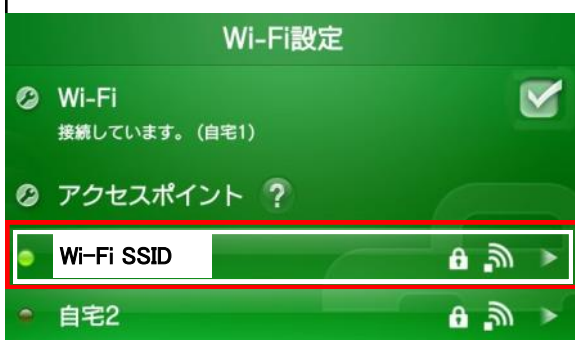 Wi-Fi設定
Wi-Fi
接続しています。(自宅1)
アクセスポイント ?
Wi-Fi SSID
自宅2